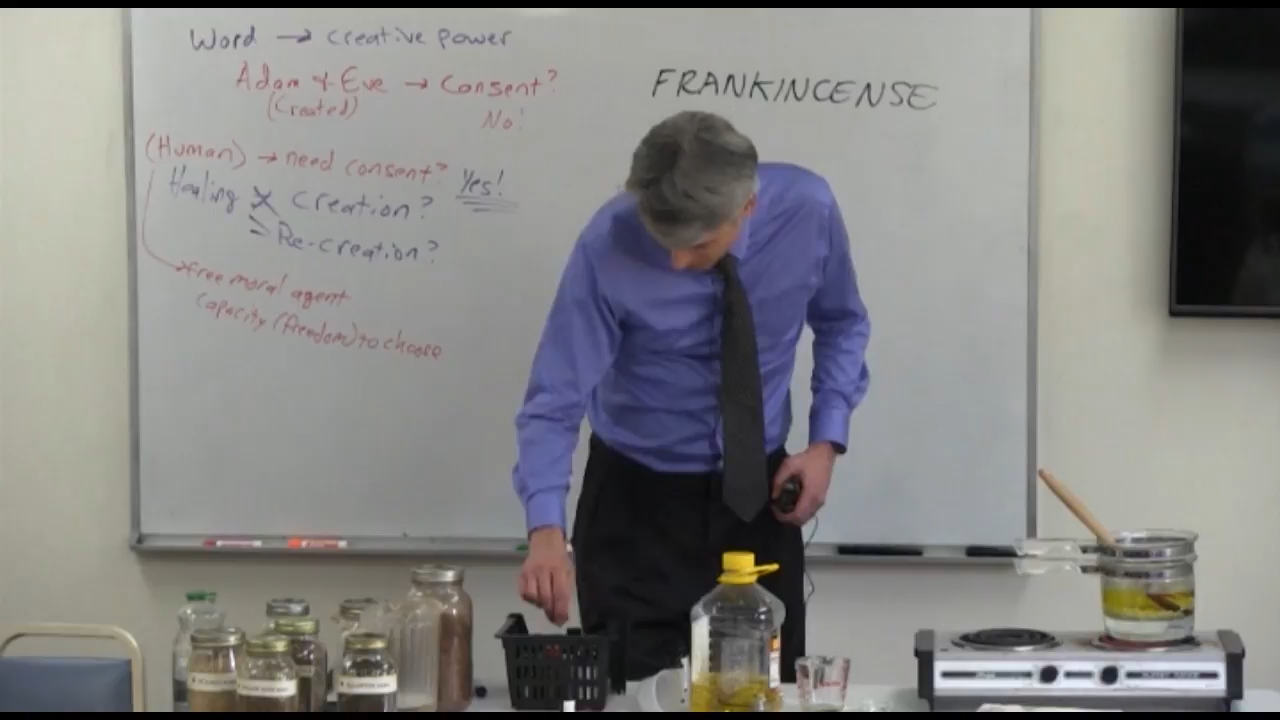 Word → creative power
Adam & Eve → Consent?
(Created)
No!
FRANKINCENSE
(Human) → need consent? Yes!
Healing X Creation?
= Re-creation?
→ free moral agent
capacity (freedom) to choose